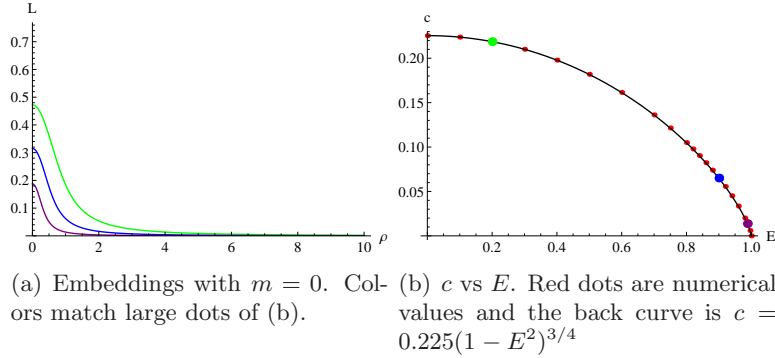 L
0.7
0.6
0.5
0.4
0.3
0.2
0.1
0 2 4 6 8 10
ρ
c
0.20
0.15
0.10
0.05
0.2 0.4 0.6 0.8 1.0
E
(a) Embeddings with m = 0. Col-
ors match large dots of (b).
(b) c vs E. Red dots are numerical
values and the back curve is c =
0.225(1 − E²)^{3/4}